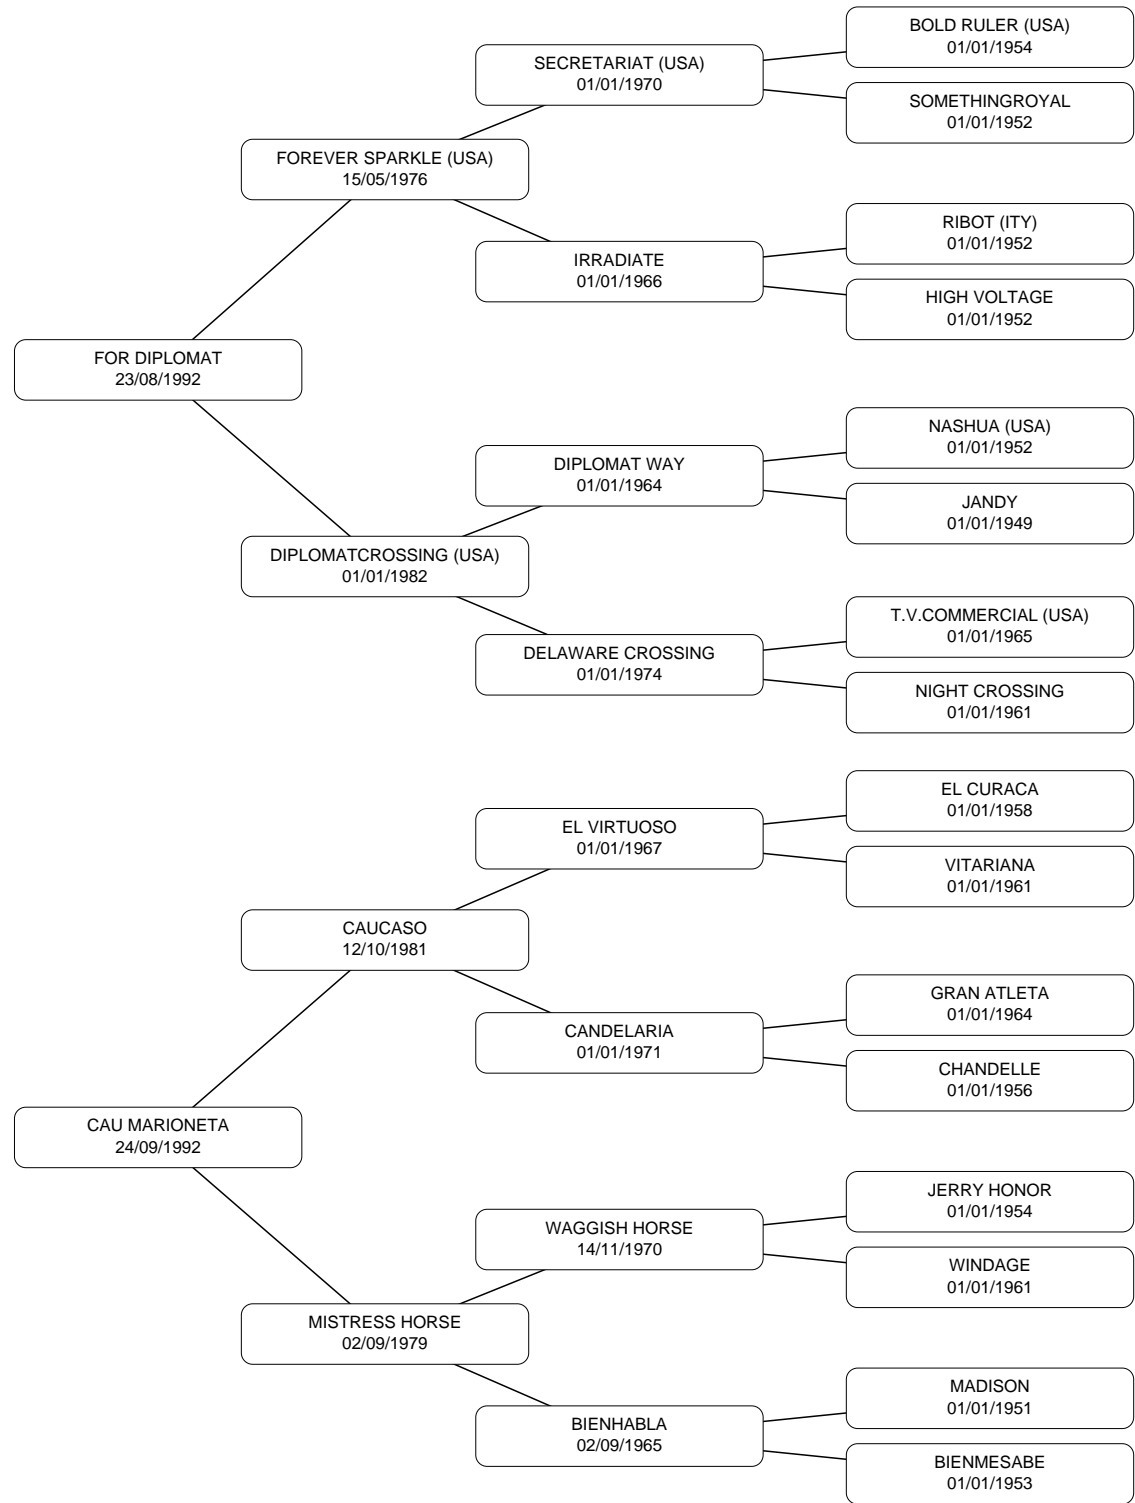 BOLD RULER (USA)
01/01/1954
SECRETARIAT (USA)
01/01/1970
SOMETHINGROYAL
01/01/1952
FOREVER SPARKLE (USA)
15/05/1976
RIBOT (ITY)
01/01/1952
IRRADIATE
01/01/1966
HIGH VOLTAGE
01/01/1952
FOR DIPLOMAT
23/08/1992
NASHUA (USA)
01/01/1952
DIPLOMAT WAY
01/01/1964
JANDY
01/01/1949
DIPLOMATCROSSING (USA)
01/01/1982
T.V.COMMERCIAL (USA)
01/01/1965
DELAWARE CROSSING
01/01/1974
NIGHT CROSSING
01/01/1961
EL CURACA
01/01/1958
EL VIRTUOSO
01/01/1967
VITARIANA
01/01/1961
CAUCASO
12/10/1981
GRAN ATLETA
01/01/1964
CANDELARIA
01/01/1971
CHANDELLE
01/01/1956
CAU MARIONETA
24/09/1992
JERRY HONOR
01/01/1954
WAGGISH HORSE
14/11/1970
WINDAGE
01/01/1961
MISTRESS HORSE
02/09/1979
MADISON
01/01/1951
BIENHABLA
02/09/1965
BIENMESABE
01/01/1953